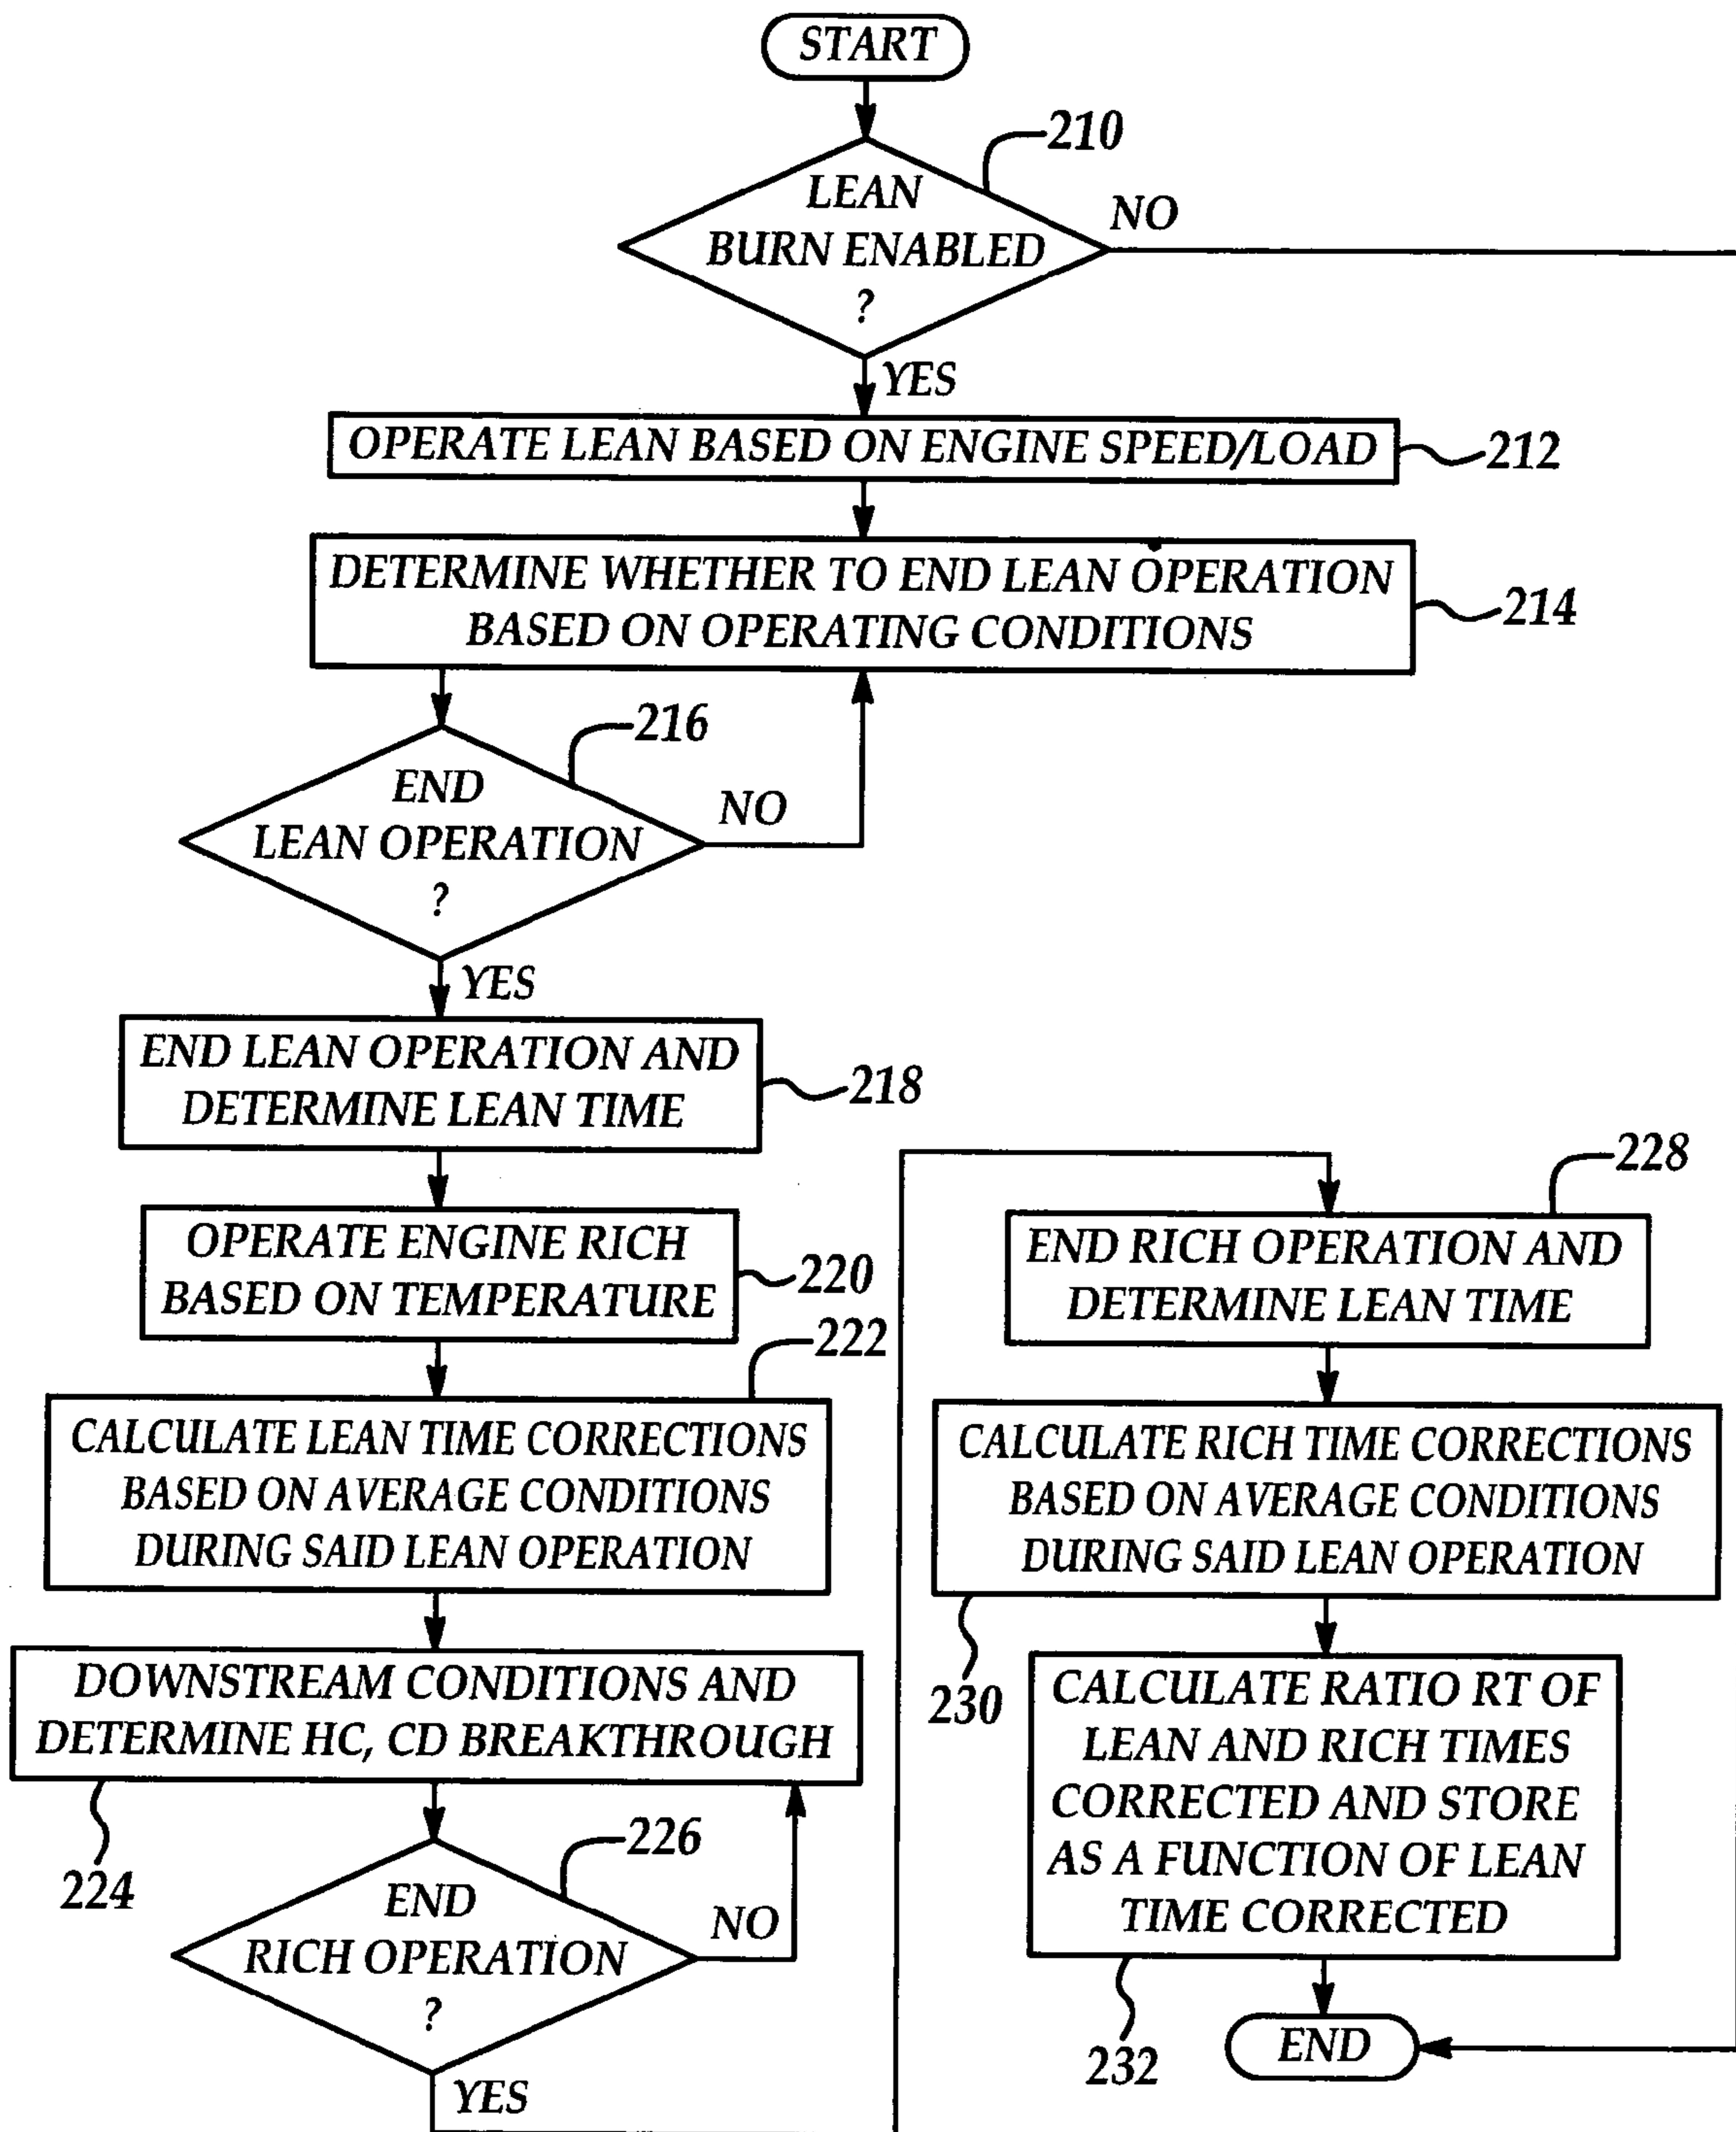 START
210
LEAN
BURN ENABLED
?
NO
YES
OPERATE LEAN BASED ON ENGINE SPEED/LOAD
212
DETERMINE WHETHER TO END LEAN OPERATION
BASED ON OPERATING CONDITIONS
214
216
END
LEAN OPERATION
?
NO
YES
END LEAN OPERATION AND
DETERMINE LEAN TIME
218
OPERATE ENGINE RICH
BASED ON TEMPERATURE
220
222
CALCULATE LEAN TIME CORRECTIONS
BASED ON AVERAGE CONDITIONS
DURING SAID LEAN OPERATION
DOWNSTREAM CONDITIONS AND
DETERMINE HC, CD BREAKTHROUGH
224
226
END
RICH OPERATION
?
NO
YES
228
END RICH OPERATION AND
DETERMINE LEAN TIME
CALCULATE RICH TIME CORRECTIONS
BASED ON AVERAGE CONDITIONS
DURING SAID LEAN OPERATION
230
CALCULATE RATIO RT OF
LEAN AND RICH TIMES
CORRECTED AND STORE
AS A FUNCTION OF LEAN
TIME CORRECTED
232
END